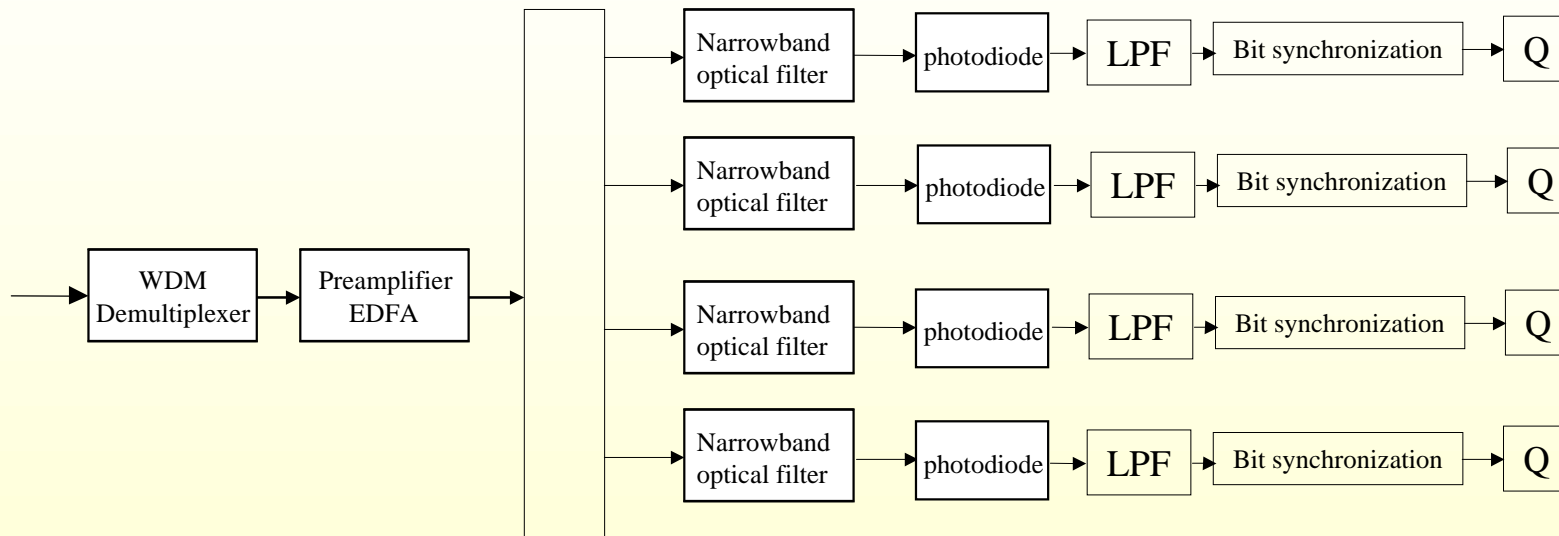 Narrowband
optical filter
photodiode
LPF
Bit synchronization
Q
Narrowband
optical filter
photodiode
LPF
Bit synchronization
Q
WDM
Demultiplexer
Preamplifier
EDFA
Narrowband
optical filter
photodiode
LPF
Bit synchronization
Q
Narrowband
optical filter
photodiode
LPF
Bit synchronization
Q